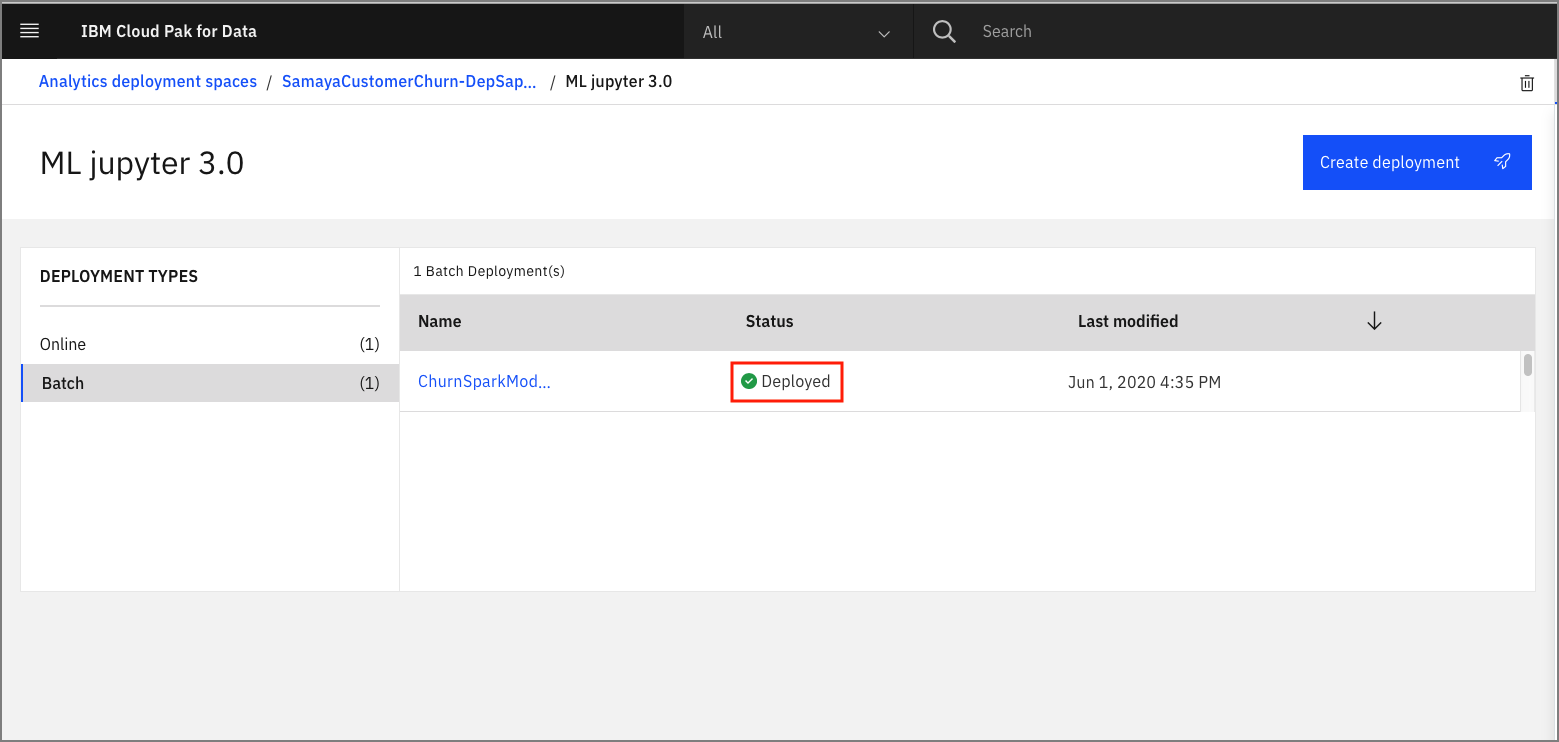 IBM Cloud Pak for Data
All
Search
Analytics deployment spaces / SamayaCustomerChurn-DepSap... / ML jupyter 3.0
ML jupyter 3.0
Create deployment
DEPLOYMENT TYPES
Online (1)
Batch (1)
1 Batch Deployment(s)
Name Status Last modified
ChurnSparkMod... Deployed Jun 1, 2020 4:35 PM